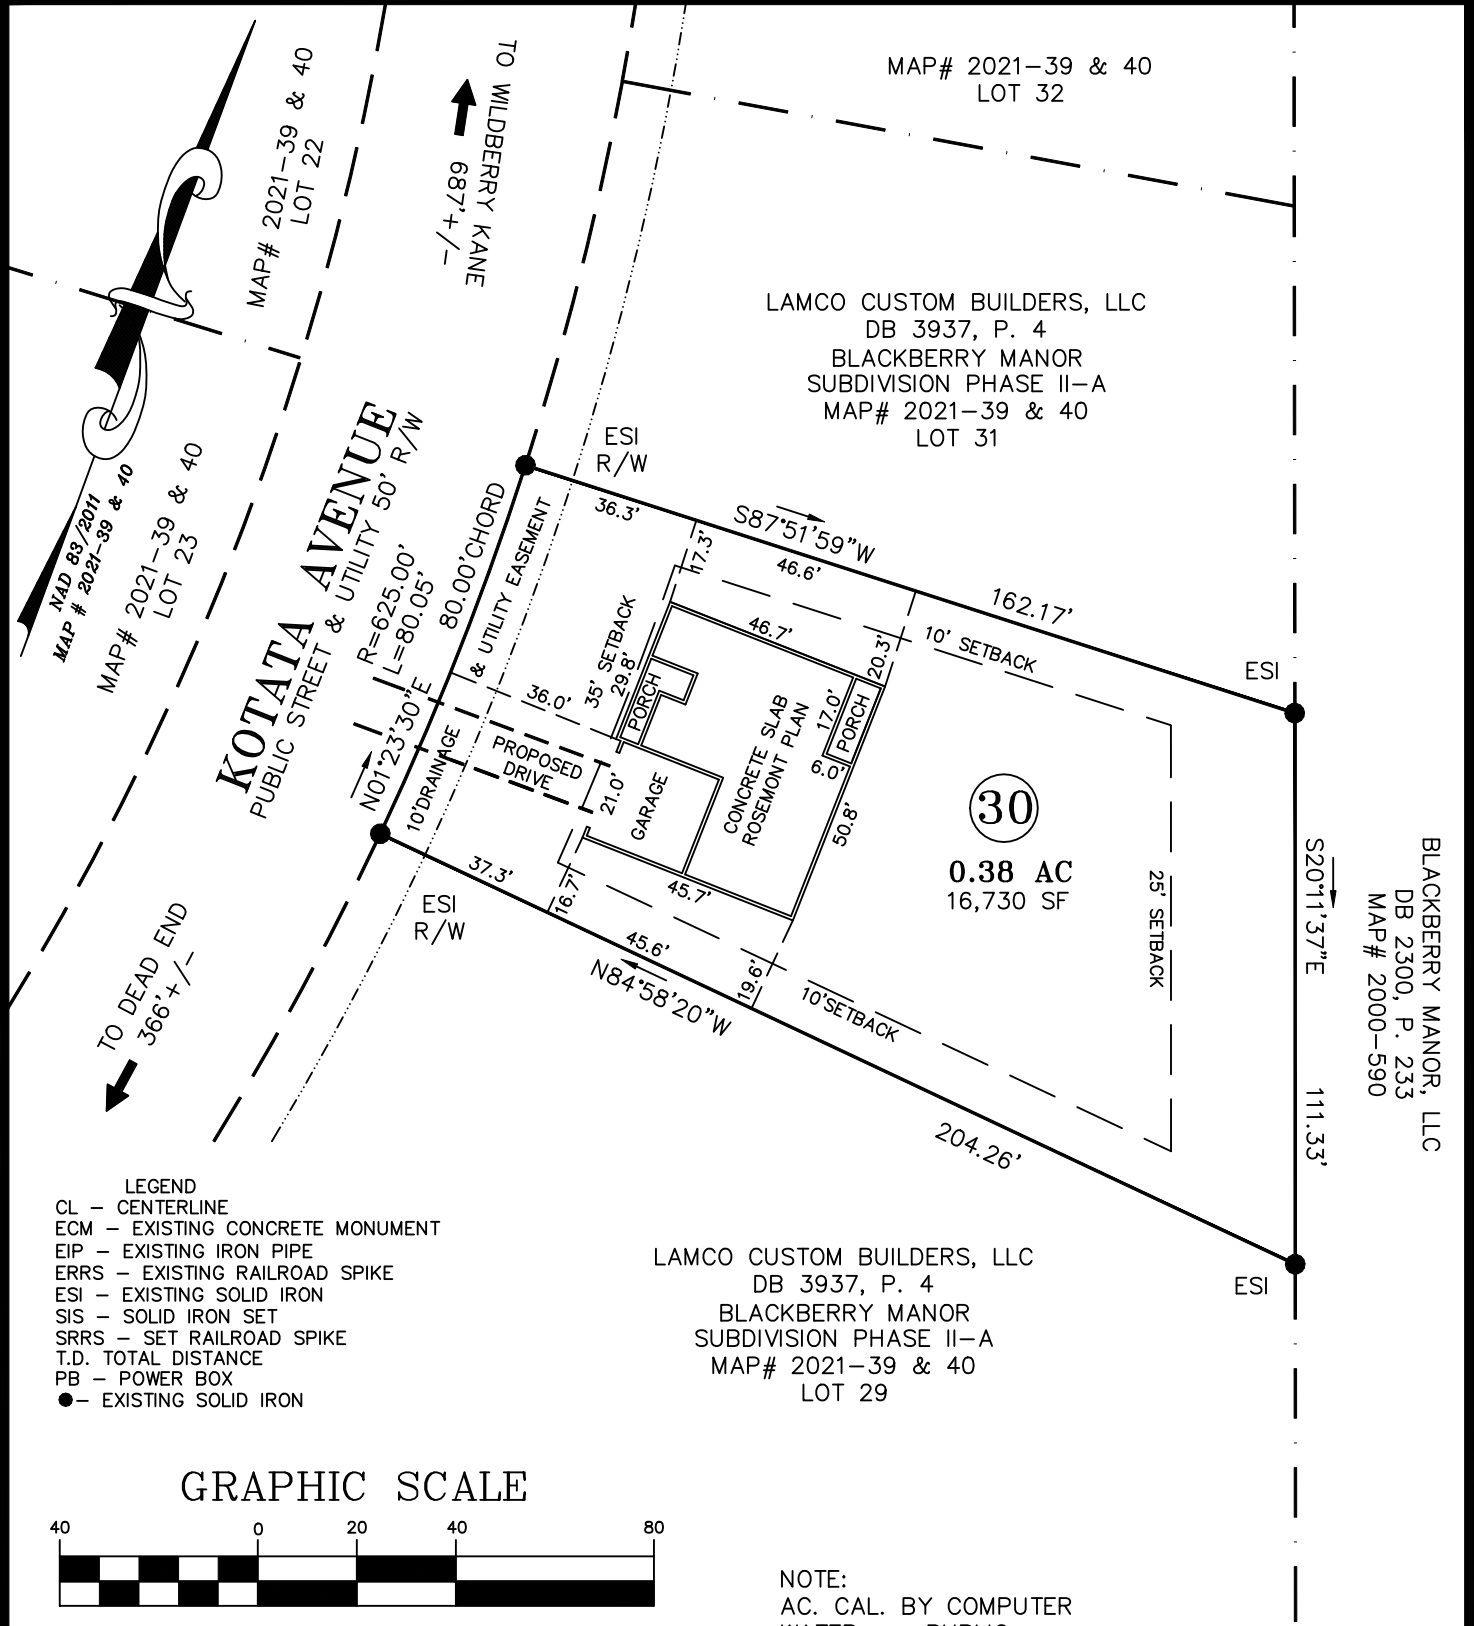 MAP# 2021-39 & 40
LOT 32
TO WILDBERRY KANE
687'+/-
MAP# 2021-39 & 40
LOT 22
LAMCO CUSTOM BUILDERS, LLC
DB 3937, P. 4
BLACKBERRY MANOR
SUBDIVISION PHASE II-A
MAP# 2021-39 & 40
LOT 31
NAD 83/2011
MAP # 2021-39 & 40
MAP# 2021-39 & 40
LOT 23
KOTATA AVENUE
PUBLIC STREET & UTILITY 50' R/W
R=625.00'
L=80.05'
80.00'CHORD
N01°23'30"E
ESI
R/W
10'DRAINAGE & UTILITY EASEMENT
36.3'
S87°51'59"W
46.6'
162.17'
17.3'
35' SETBACK
29.8'
46.7'
20.3'
10' SETBACK
ESI
PORCH
36.0'
PROPOSED
DRIVE
21.0'
GARAGE
CONCRETE SLAB
ROSEMONT PLAN
17.0'
PORCH
6.0'
50.8'
30
0.38 AC
16,730 SF
25' SETBACK
S20°11'37"E
111.33'
BLACKBERRY MANOR, LLC
DB 2300, P. 233
MAP# 2000-590
37.3'
16.7'
45.7'
45.6'
19.6'
N84°58'20"W
10'SETBACK
204.26'
ESI
R/W
TO DEAD END
366'+/-
ESI
LEGEND
CL - CENTERLINE
ECM - EXISTING CONCRETE MONUMENT
EIP - EXISTING IRON PIPE
ERRS - EXISTING RAILROAD SPIKE
ESI - EXISTING SOLID IRON
SIS - SOLID IRON SET
SRRS - SET RAILROAD SPIKE
T.D. TOTAL DISTANCE
PB - POWER BOX
●- EXISTING SOLID IRON
LAMCO CUSTOM BUILDERS, LLC
DB 3937, P. 4
BLACKBERRY MANOR
SUBDIVISION PHASE II-A
MAP# 2021-39 & 40
LOT 29
GRAPHIC SCALE
40 0 20 40 80
NOTE:
AC. CAL. BY COMPUTER